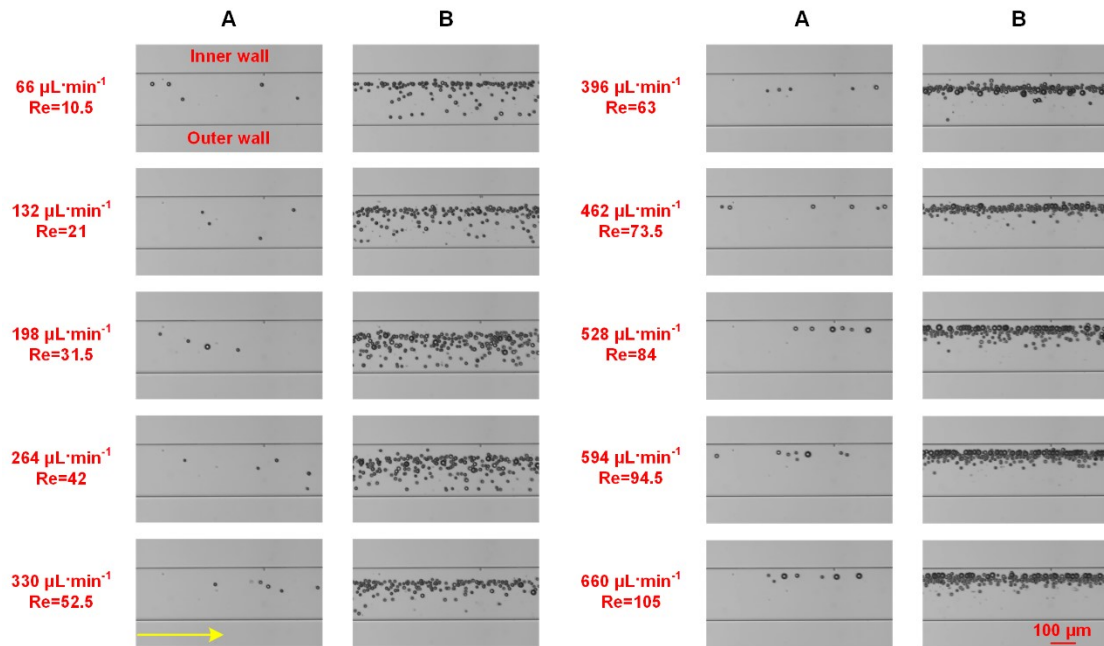 A B A B
Inner wall
66 μL·min⁻¹
Re=10.5
Outer wall
396 μL·min⁻¹
Re=63
132 μL·min⁻¹
Re=21
462 μL·min⁻¹
Re=73.5
198 μL·min⁻¹
Re=31.5
528 μL·min⁻¹
Re=84
264 μL·min⁻¹
Re=42
594 μL·min⁻¹
Re=94.5
330 μL·min⁻¹
Re=52.5
660 μL·min⁻¹
Re=105
100 μm